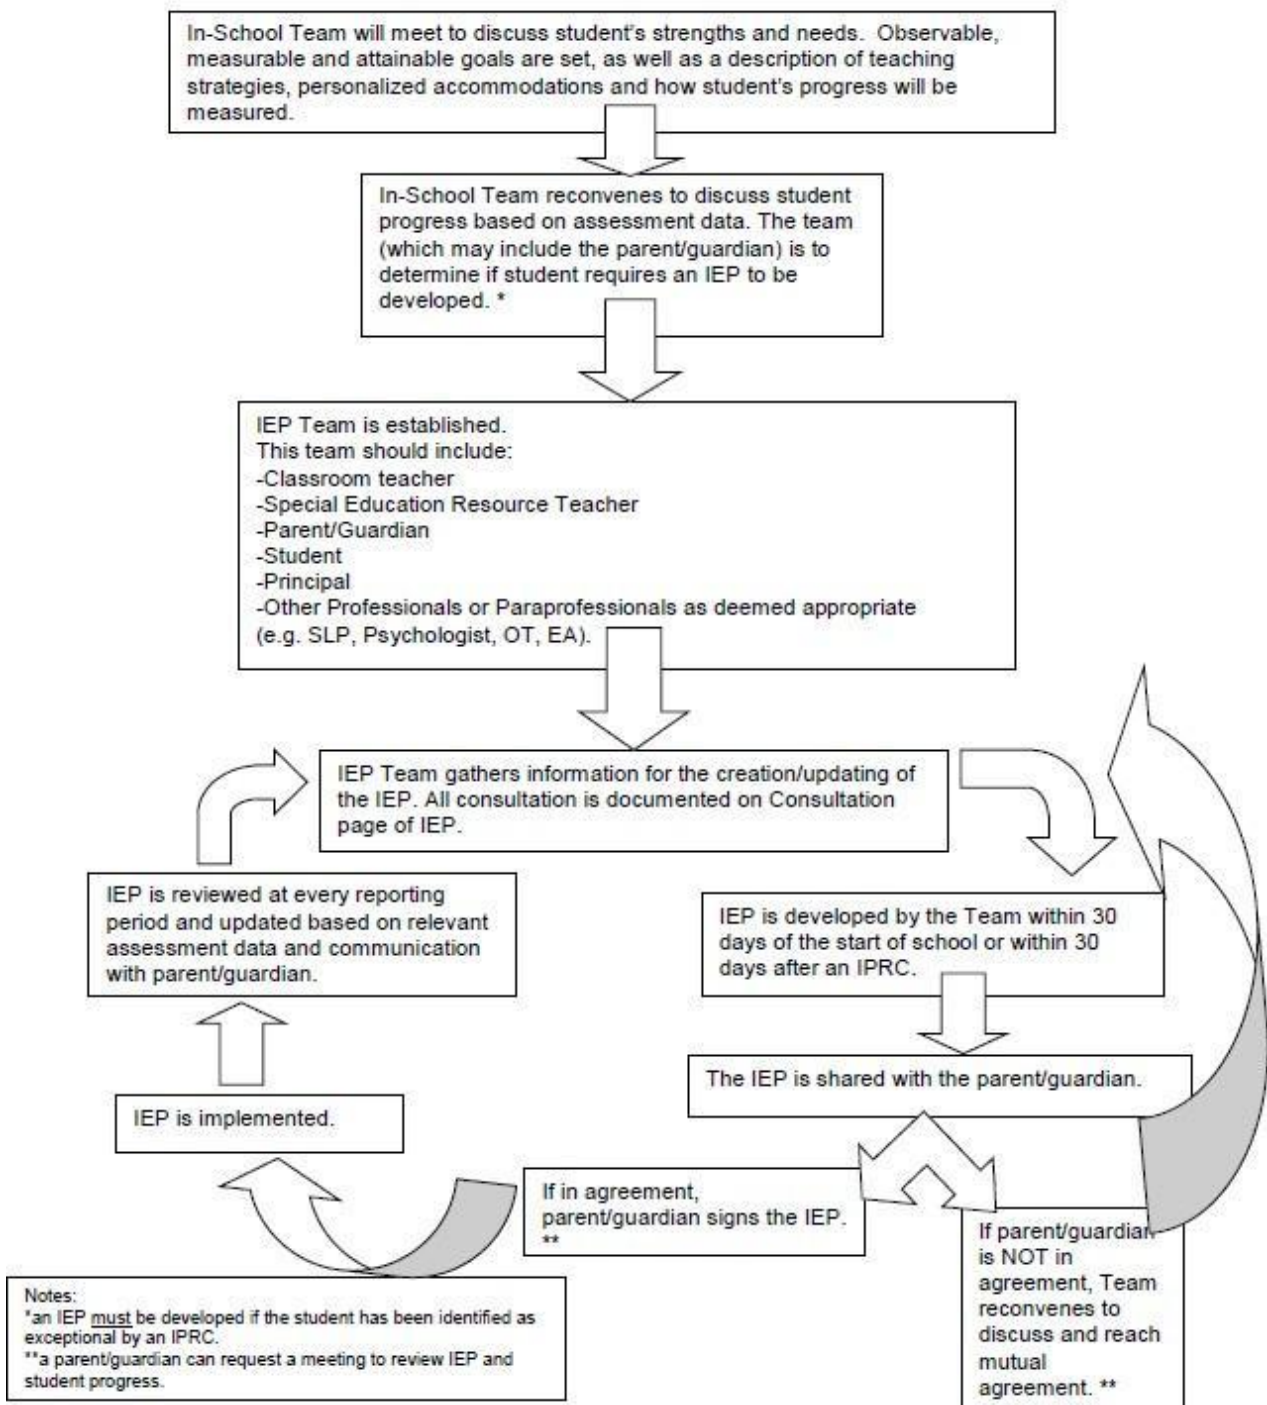 In-School Team will meet to discuss student's strengths and needs. Observable,
measurable and attainable goals are set, as well as a description of teaching
strategies, personalized accommodations and how student's progress will be
measured.
In-School Team reconvenes to discuss student
progress based on assessment data. The team
(which may include the parent/guardian) is to
determine if student requires an IEP to be
developed. *
IEP Team is established.
This team should include:
-Classroom teacher
-Special Education Resource Teacher
-Parent/Guardian
-Student
-Principal
-Other Professionals or Paraprofessionals as deemed appropriate
(e.g. SLP, Psychologist, OT, EA).
IEP Team gathers information for the creation/updating of
the IEP. All consultation is documented on Consultation
page of IEP.
IEP is developed by the Team within 30
days of the start of school or within 30
days after an IPRC.
The IEP is shared with the parent/guardian.
If in agreement,
parent/guardian signs the IEP.
**
If parent/guardian
is NOT in
agreement, Team
reconvenes to
discuss and reach
mutual
agreement. **
IEP is implemented.
IEP is reviewed at every reporting
period and updated based on relevant
assessment data and communication
with parent/guardian.
Notes:
*an IEP must be developed if the student has been identified as
exceptional by an IPRC.
**a parent/guardian can request a meeting to review IEP and
student progress.